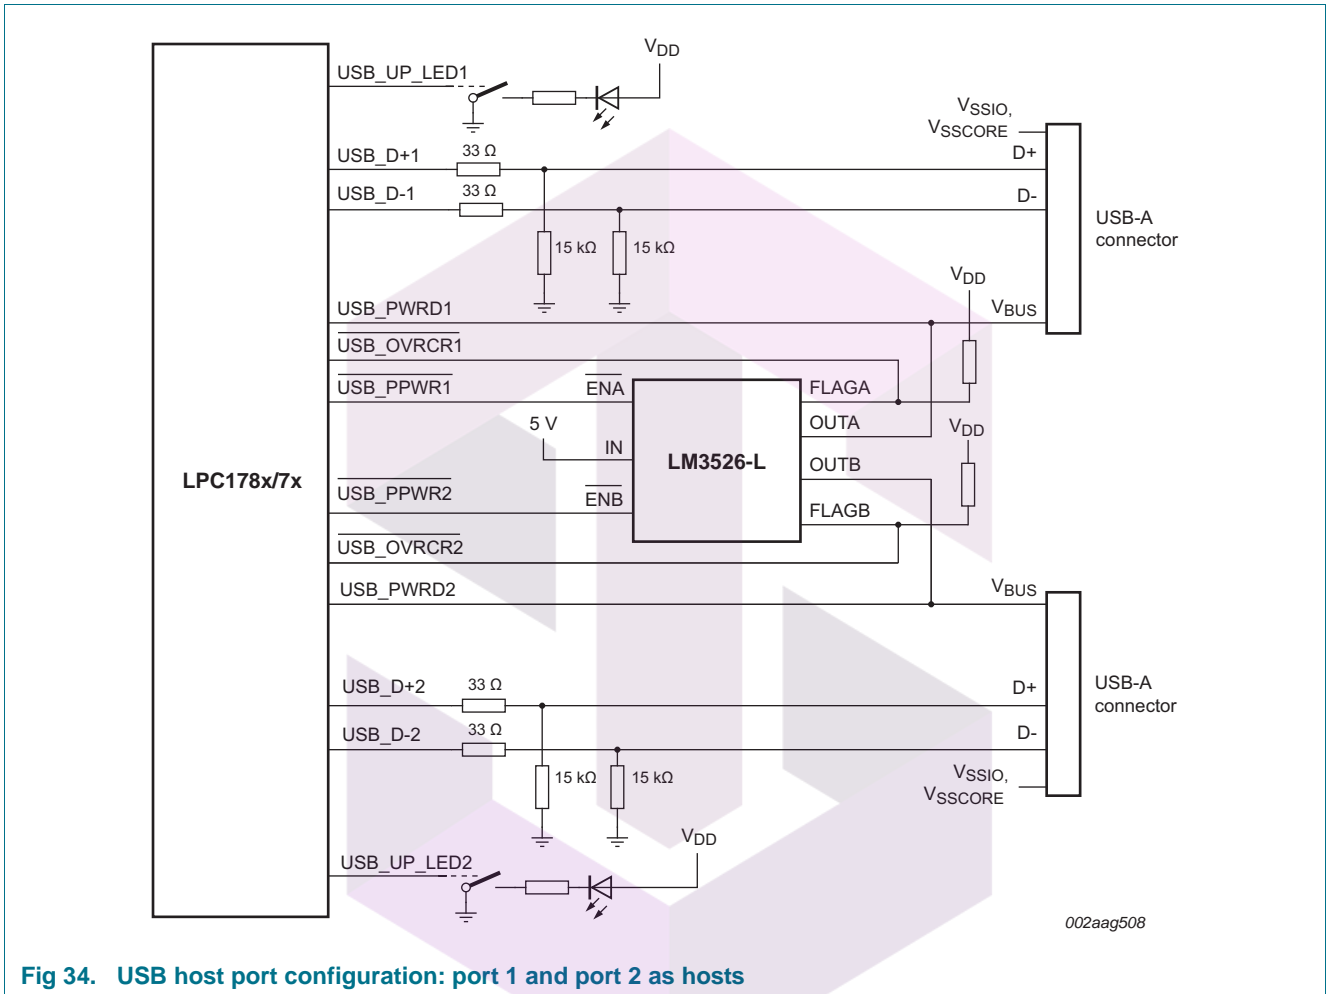 USB_UP_LED1
VDD
VSSIO,
VSSCORE
USB_D+1
33 Ω
D+
USB_D-1
33 Ω
D-
USB-A
connector
15 kΩ
15 kΩ
VDD
USB_PWRD1
VBUS
USB_OVRCR1
USB_PPWR1
ENA
FLAGA
5 V
OUTA
VDD
IN
LM3526-L
LPC178x/7x
OUTB
USB_PPWR2
ENB
FLAGB
USB_OVRCR2
USB_PWRD2
VBUS
USB_D+2
33 Ω
D+
USB-A
connector
USB_D-2
33 Ω
D-
15 kΩ
15 kΩ
VSSIO,
VSSCORE
VDD
USB_UP_LED2
002aag508
Fig 34. USB host port configuration: port 1 and port 2 as hosts